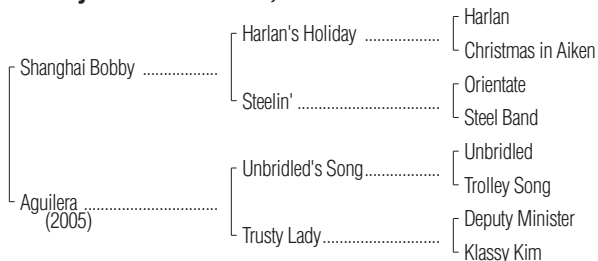 Harlan
Harlan's Holiday ..................
Christmas in Aiken
Shanghai Bobby ..................
Orientate
Steelin' ..................................
Steel Band
Unbridled
Unbridled's Song..................
Trolley Song
Aguilera ................................
(2005)
Deputy Minister
Trusty Lady............................
Klassy Kim